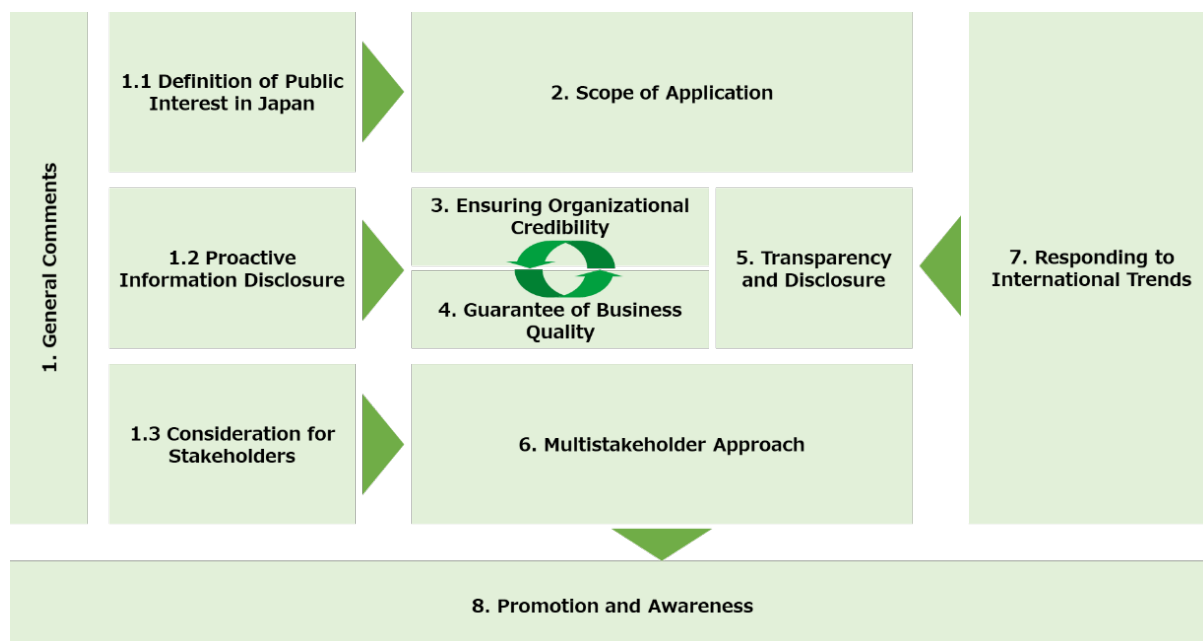 1. General Comments
1.1 Definition of Public
Interest in Japan
2. Scope of Application
1.2 Proactive
Information Disclosure
3. Ensuring Organizational
Credibility
4. Guarantee of Business
Quality
5. Transparency
and Disclosure
7. Responding to
International Trends
1.3 Consideration for
Stakeholders
6. Multistakeholder Approach
8. Promotion and Awareness